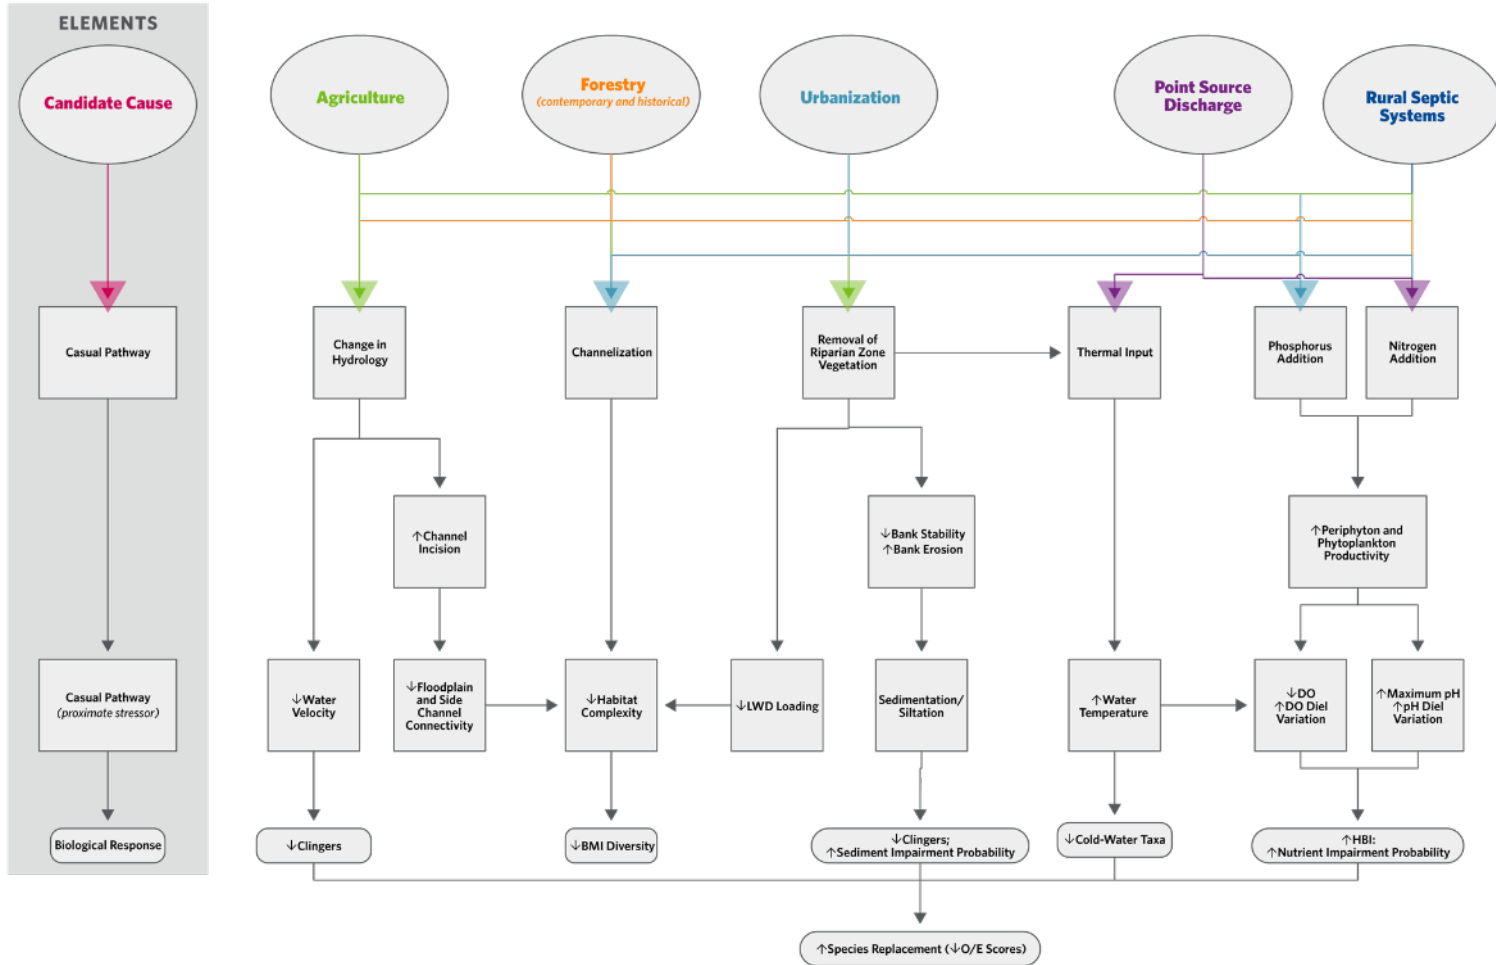 ELEMENTS
Candidate Cause
Agriculture
Forestry
(contemporary and historical)
Urbanization
Point Source
Discharge
Rural Septic
Systems
Casual Pathway
Change in
Hydrology
Channelization
Removal of
Riparian Zone
Vegetation
Thermal Input
Phosphorus
Addition
Nitrogen
Addition
↑Channel
Incision
↓Bank Stability
↑Bank Erosion
↑Periphyton and
Phytoplankton
Productivity
Casual Pathway
(proximate stressor)
↓Water
Velocity
↓Floodplain
and Side
Channel
Connectivity
↓Habitat
Complexity
↓LWD Loading
Sedimentation/
Siltation
↑Water
Temperature
↓DO
↑DO Diel
Variation
↑Maximum pH
↑pH Diel
Variation
Biological Response
↓Clingers
↓BMI Diversity
↓Clingers;
↑Sediment Impairment Probability
↓Cold-Water Taxa
↑HBI:
↑Nutrient Impairment Probability
↑Species Replacement (↓O/E Scores)